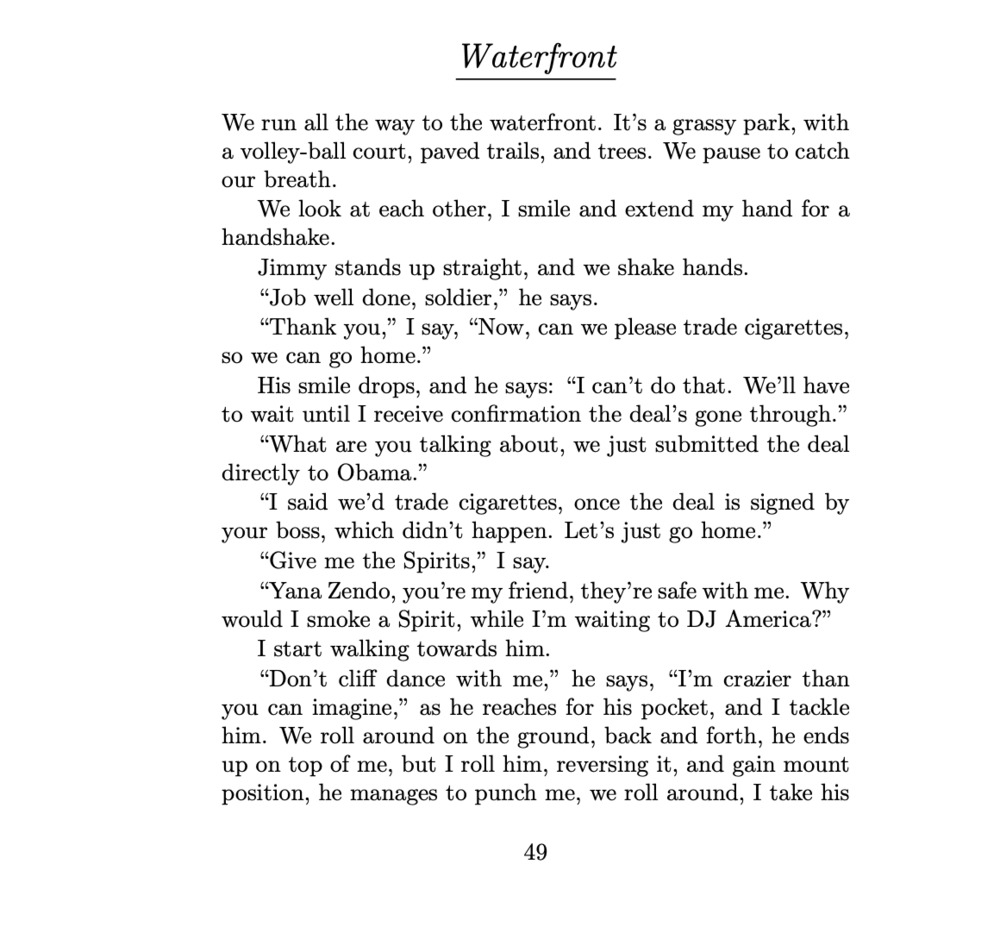 Waterfront
We run all the way to the waterfront. It’s a grassy park, with
a volley-ball court, paved trails, and trees. We pause to catch
our breath.
We look at each other, I smile and extend my hand for a
handshake.
Jimmy stands up straight, and we shake hands.
“Job well done, soldier,” he says.
“Thank you,” I say, “Now, can we please trade cigarettes,
so we can go home.”
His smile drops, and he says: “I can’t do that. We’ll have
to wait until I receive confirmation the deal’s gone through.”
“What are you talking about, we just submitted the deal
directly to Obama.”
“I said we’d trade cigarettes, once the deal is signed by
your boss, which didn’t happen. Let’s just go home.”
“Give me the Spirits,” I say.
“Yana Zendo, you’re my friend, they’re safe with me. Why
would I smoke a Spirit, while I’m waiting to DJ America?”
I start walking towards him.
“Don’t cliff dance with me,” he says, “I’m crazier than
you can imagine,” as he reaches for his pocket, and I tackle
him. We roll around on the ground, back and forth, he ends
up on top of me, but I roll him, reversing it, and gain mount
position, he manages to punch me, we roll around, I take his
49